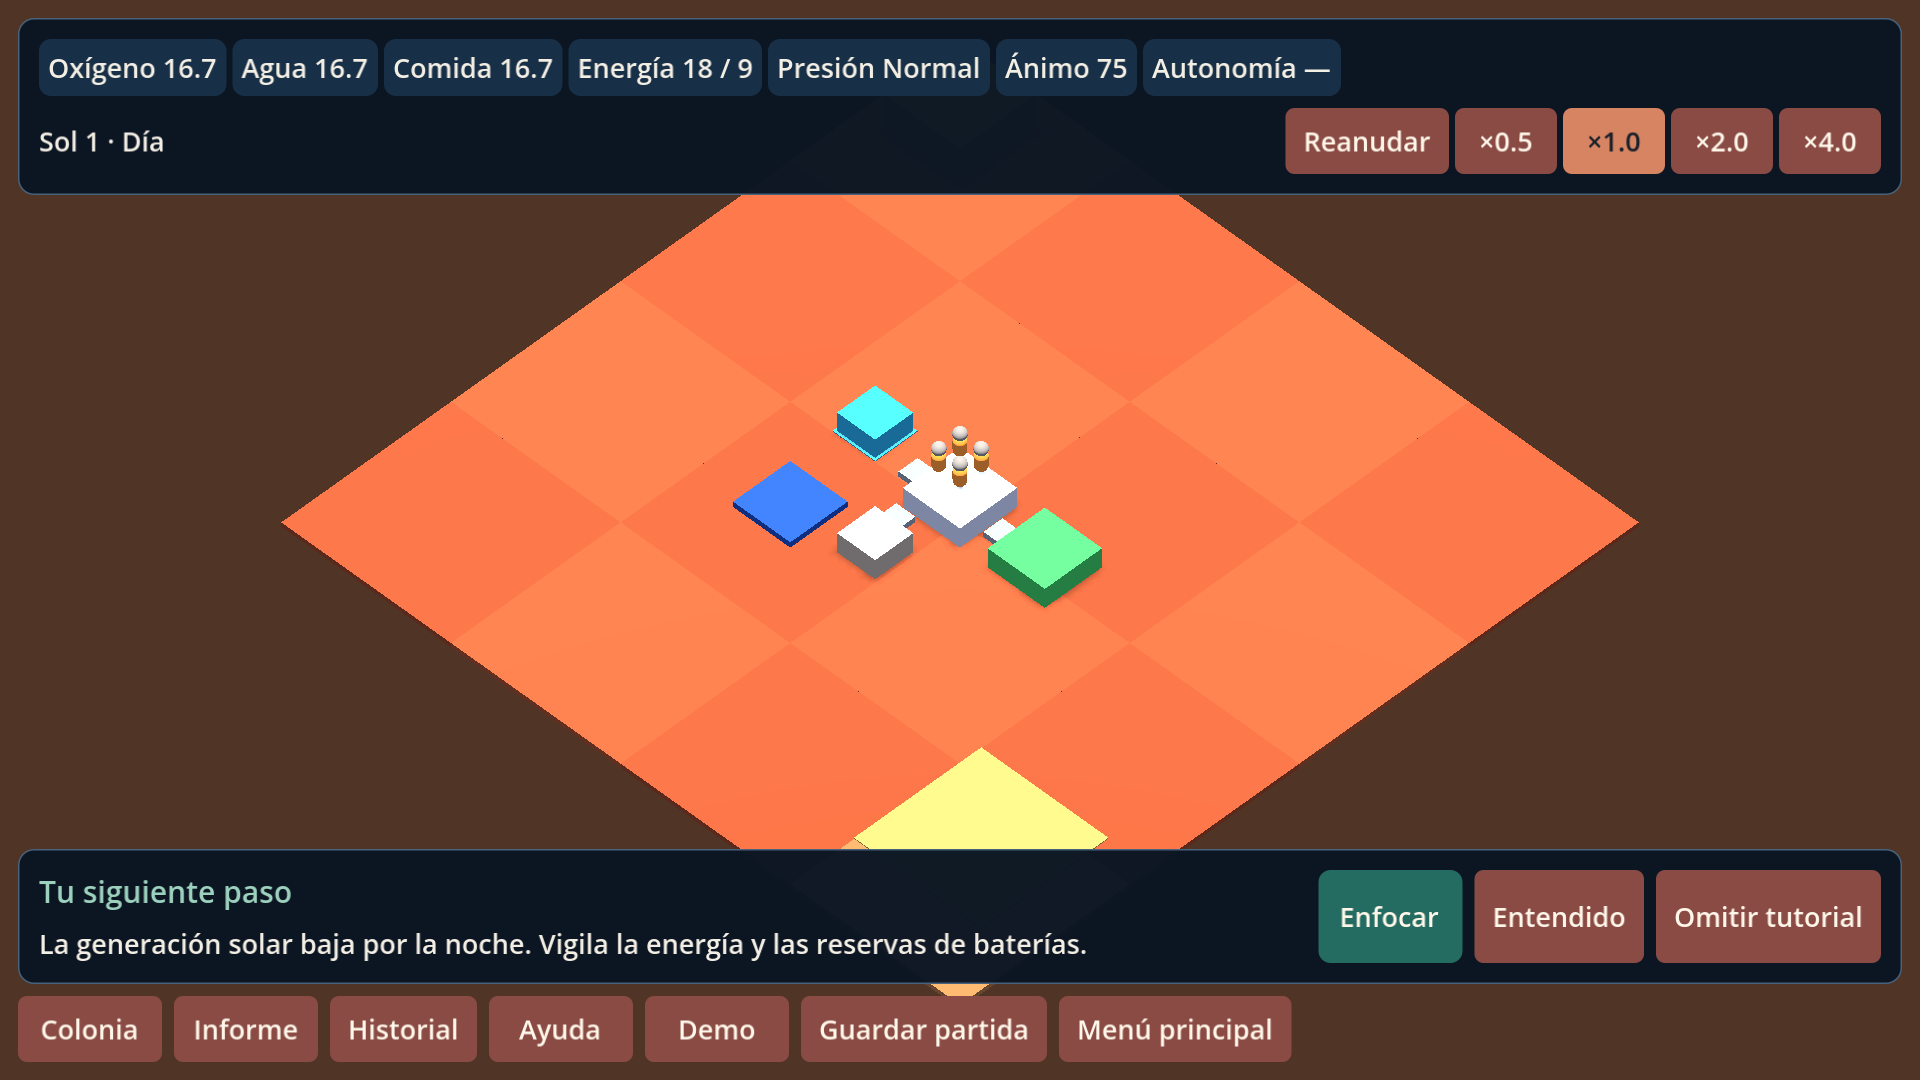 Oxígeno 16.7 Agua 16.7 Comida 16.7 Energía 18 / 9 Presión Normal Ánimo 75 Autonomía —
Sol 1 · Día Reanudar ×0.5 ×1.0 ×2.0 ×4.0
Tu siguiente paso
La generación solar baja por la noche. Vigila la energía y las reservas de baterías.
Enfocar Entendido Omitir tutorial
Colonia Informe Historial Ayuda Demo Guardar partida Menú principal